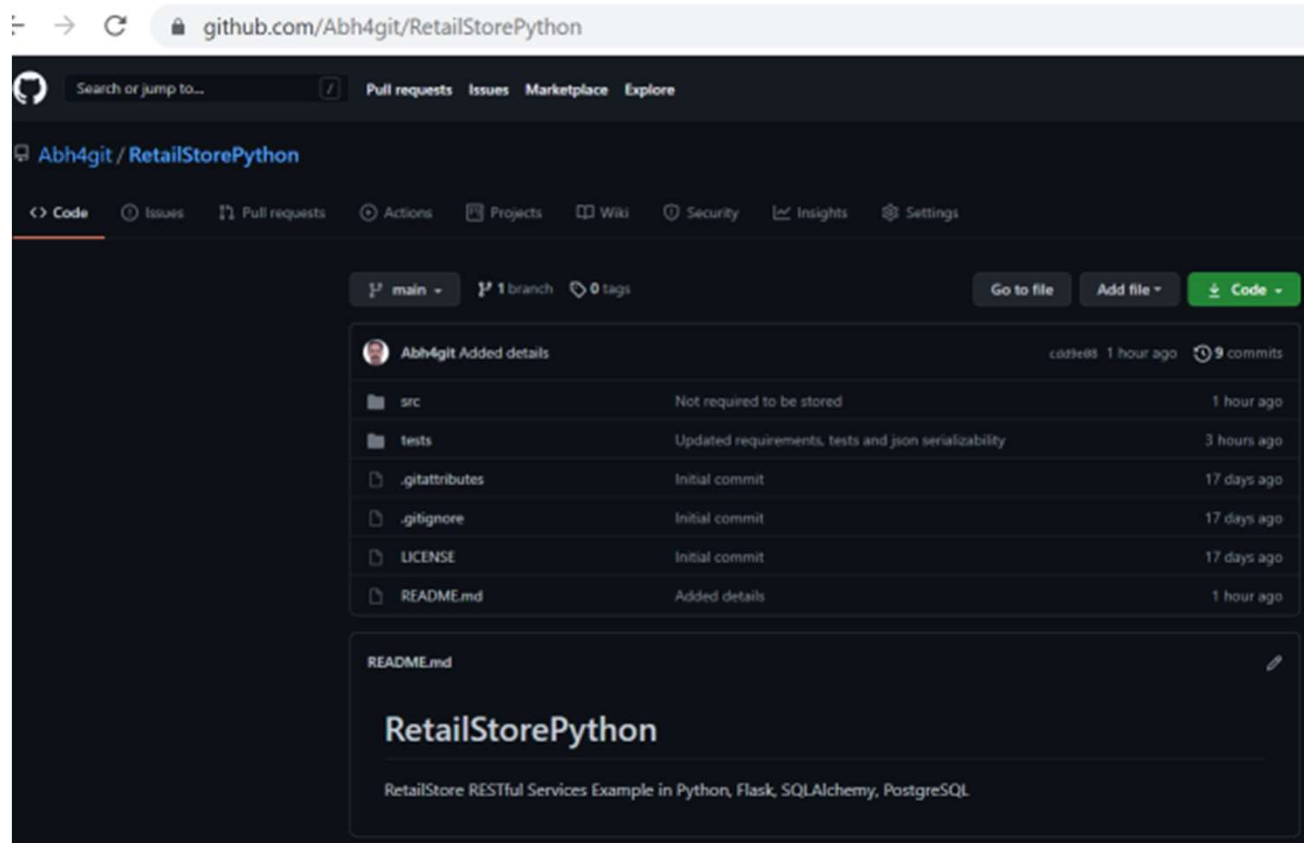 github.com/Abh4git/RetailStorePython
Search or jump to... /
Pull requests Issues Marketplace Explore
Abh4git / RetailStorePython
<> Code Issues Pull requests Actions Projects Wiki Security Insights Settings
main 1 branch 0 tags Go to file Add file Code
Abh4git Added details 1 hour ago 9 commits
src Not required to be stored 1 hour ago
tests Updated requirements, tests and json serializability 3 hours ago
.gitattributes Initial commit 17 days ago
.gitignore Initial commit 17 days ago
LICENSE Initial commit 17 days ago
README.md Added details 1 hour ago
README.md
RetailStorePython
RetailStore RESTful Services Example in Python, Flask, SQLAlchemy, PostgreSQL